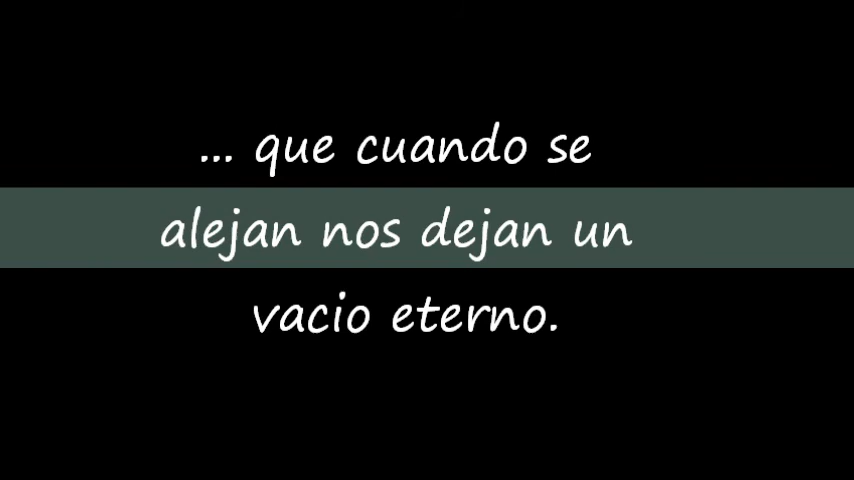 ... que cuando se
alejan nos dejan un
vacio eterno.